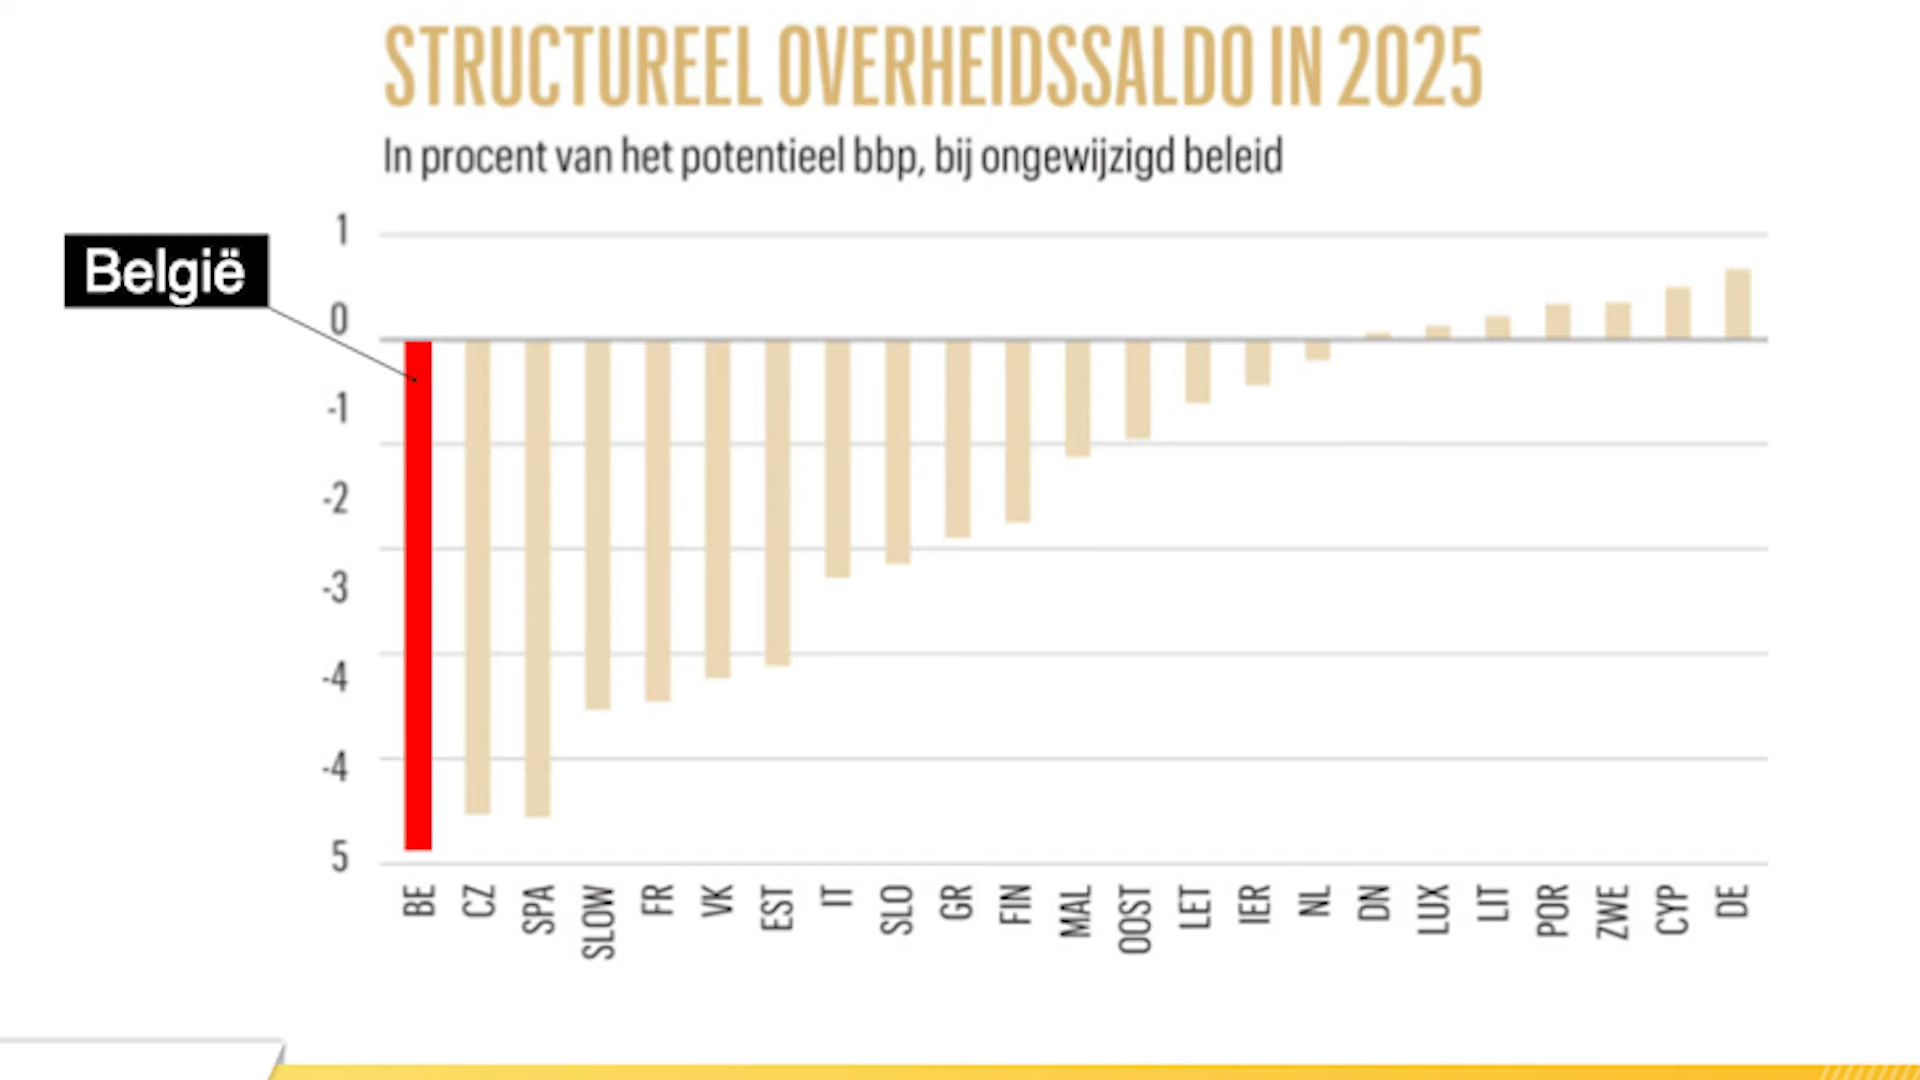 STRUCTUREEL OVERHEIDSSALDO IN 2025
In procent van het potentieel bbp, bij ongewijzigd beleid
België
1
0
-1
-2
-3
-4
-4
5
BE CZ SPA SLOW FR VK EST IT SLO GR FIN MAL OOST LET IER NL DN LUX LIT POR ZWE CYP DE